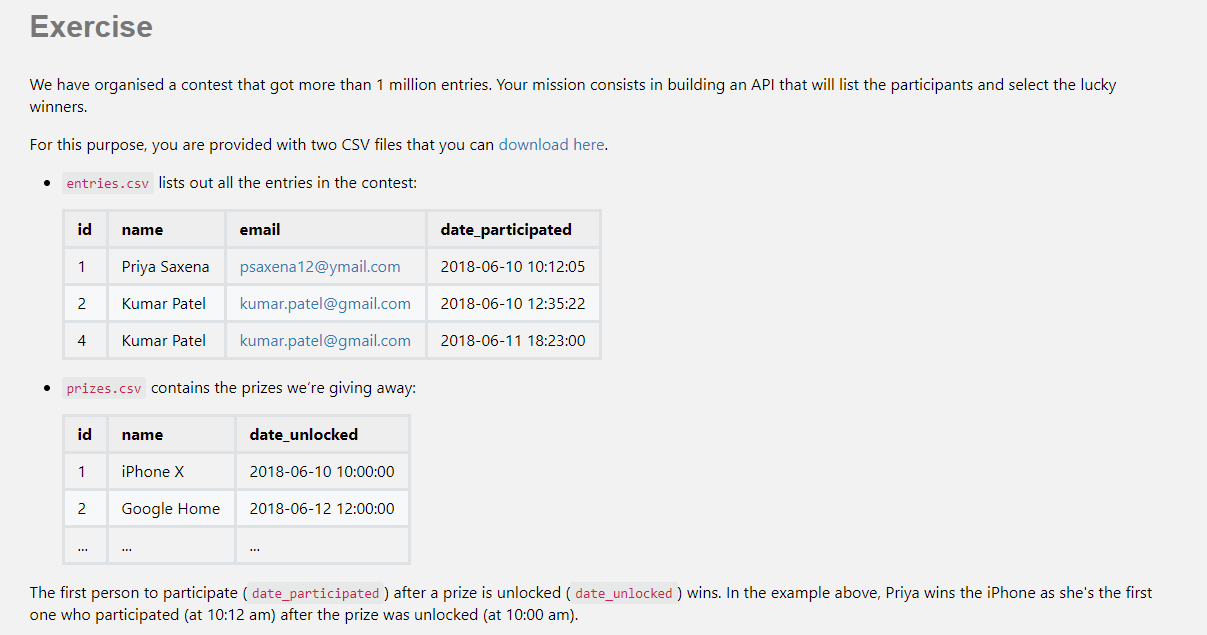 Exercise
We have organised a contest that got more than 1 million entries. Your mission consists in building an API that will list the participants and select the lucky
winners.
For this purpose, you are provided with two CSV files that you can download here.
• entries.csv lists out all the entries in the contest:
id name email date_participated
1 Priya Saxena psaxena12@ymail.com 2018-06-10 10:12:05
2 Kumar Patel kumar.patel@gmail.com 2018-06-10 12:35:22
4 Kumar Patel kumar.patel@gmail.com 2018-06-11 18:23:00
• prizes.csv contains the prizes we're giving away:
id name date_unlocked
1 iPhone X 2018-06-10 10:00:00
2 Google Home 2018-06-12 12:00:00
... ... ...
The first person to participate ( date_participated ) after a prize is unlocked ( date_unlocked ) wins. In the example above, Priya wins the iPhone as she's the first
one who participated (at 10:12 am) after the prize was unlocked (at 10:00 am).